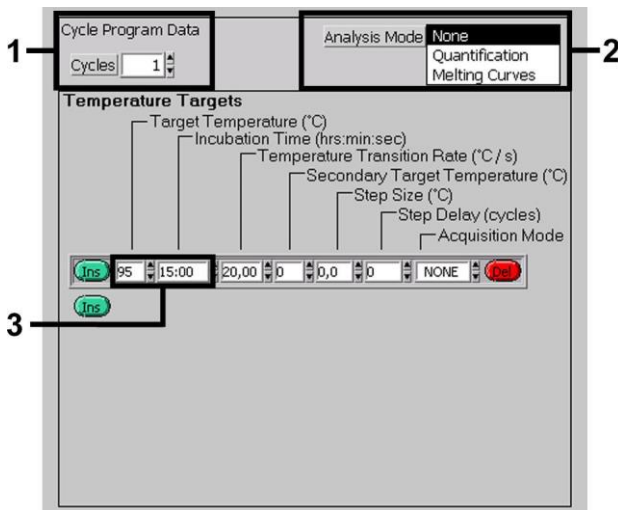 Cycle Program Data
Cycles 1
Analysis Mode None
Quantification
Melting Curves
1
2
Temperature Targets
Target Temperature (°C)
Incubation Time (hrs:min:sec)
Temperature Transition Rate (°C / s)
Secondary Target Temperature (°C)
Step Size (°C)
Step Delay (cycles)
Acquisition Mode
Ins 95 15:00 20,00 0 0,0 0 NONE Del
Ins
3